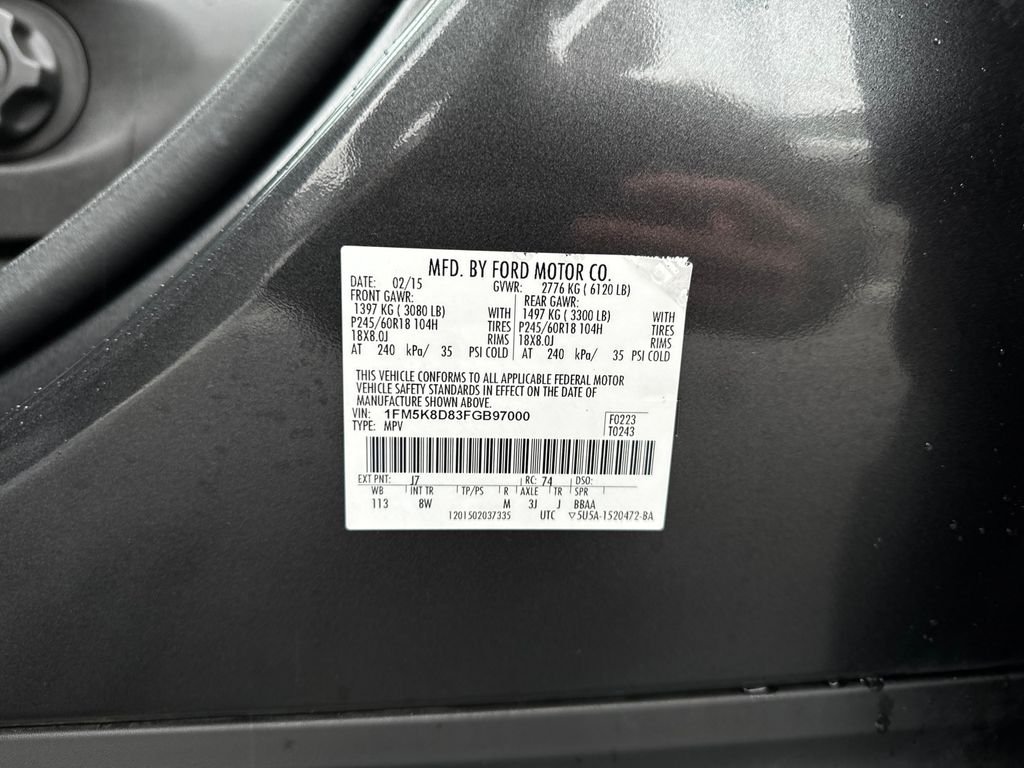 MFD. BY FORD MOTOR CO.
DATE: 02/15 GVWR: 2776 KG ( 6120 LB)
FRONT GAWR: REAR GAWR:
1397 KG ( 3080 LB) WITH 1497 KG ( 3300 LB) WITH
P245/60R18 104H TIRES P245/60R18 104H TIRES
18X8.0J RIMS 18X8.0J RIMS
AT 240 kPa/ 35 PSI COLD AT 240 kPa/ 35 PSI COLD
THIS VEHICLE CONFORMS TO ALL APPLICABLE FEDERAL MOTOR
VEHICLE SAFETY STANDARDS IN EFFECT ON THE DATE OF
MANUFACTURE SHOWN ABOVE.
VIN: 1FM5K8D83FGB97000 F0223
TYPE: MPV T0243
EXT PNT: J7 RC: 74 DSO:
WB INT TR TP/PS R AXLE TR SPR
113 8W M 3J J BBAA
1201502037335 UTC ▽5U5A-1520472-BA